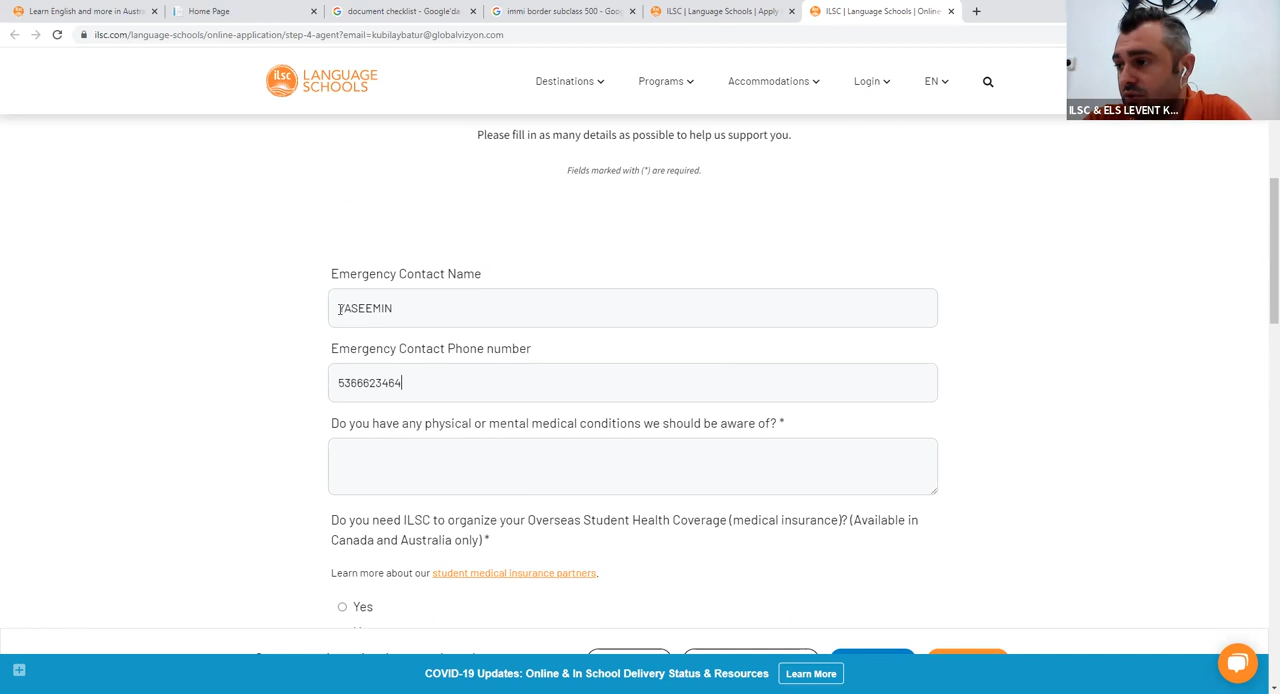 Learn English and more in Austra
Home Page
document checklist - Google'da
immi border subclass 500 - Goog
ILSC | Language Schools | Apply
ILSC | Language Schools | Online
ilsc.com/language-schools/online-application/step-4-agent?email=kubilaybatur@globalvizyon.com
ilsc LANGUAGE SCHOOLS
Destinations
Programs
Accommodations
Login
EN
ILSC & ELS LEVENT K...
Please fill in as many details as possible to help us support you.
Fields marked with (*) are required.
Emergency Contact Name
YASEEMIN
Emergency Contact Phone number
5366623464
Do you have any physical or mental medical conditions we should be aware of? *
Do you need ILSC to organize your Overseas Student Health Coverage (medical insurance)? (Available in
Canada and Australia only) *
Learn more about our student medical insurance partners.
Yes
COVID-19 Updates: Online & In School Delivery Status & Resources
Learn More